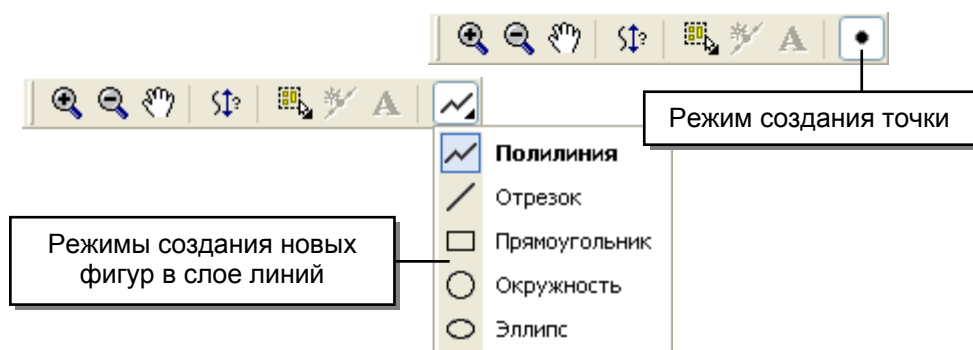 Режим создания точки
Полилиния
Отрезок
Прямоугольник
Окружность
Эллипс
Режимы создания новых
фигур в слое линий